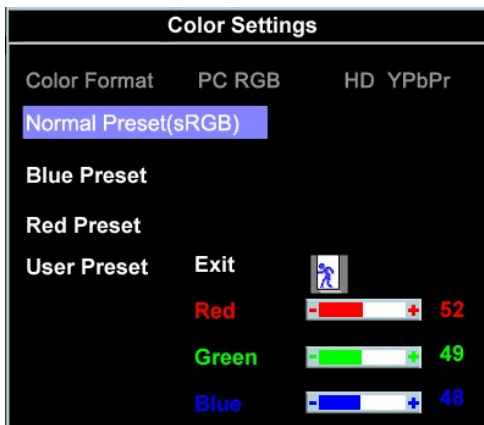 Color Settings
Color Format PC RGB HD YPbPr
Normal Preset(sRGB)
Blue Preset
Red Preset
User Preset Exit
Red - + 52
Green - + 49
Blue - + 48